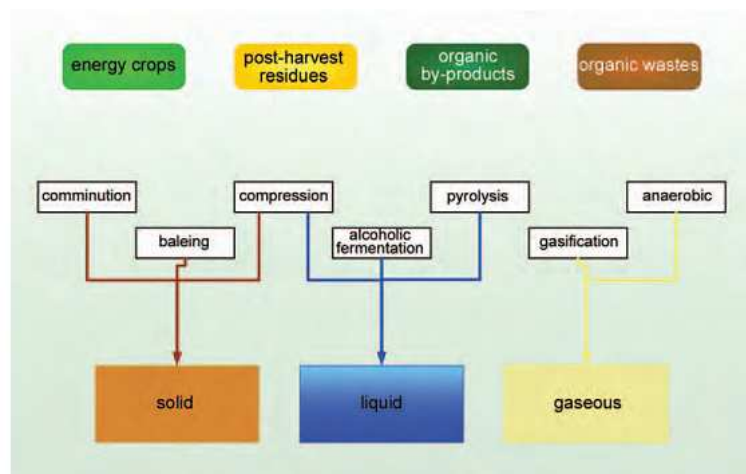 energy crops
post-harvest
residues
organic
by-products
organic wastes
comminution
compression
pyrolysis
anaerobic
baleing
alcoholic
fermentation
gasification
solid
liquid
gaseous